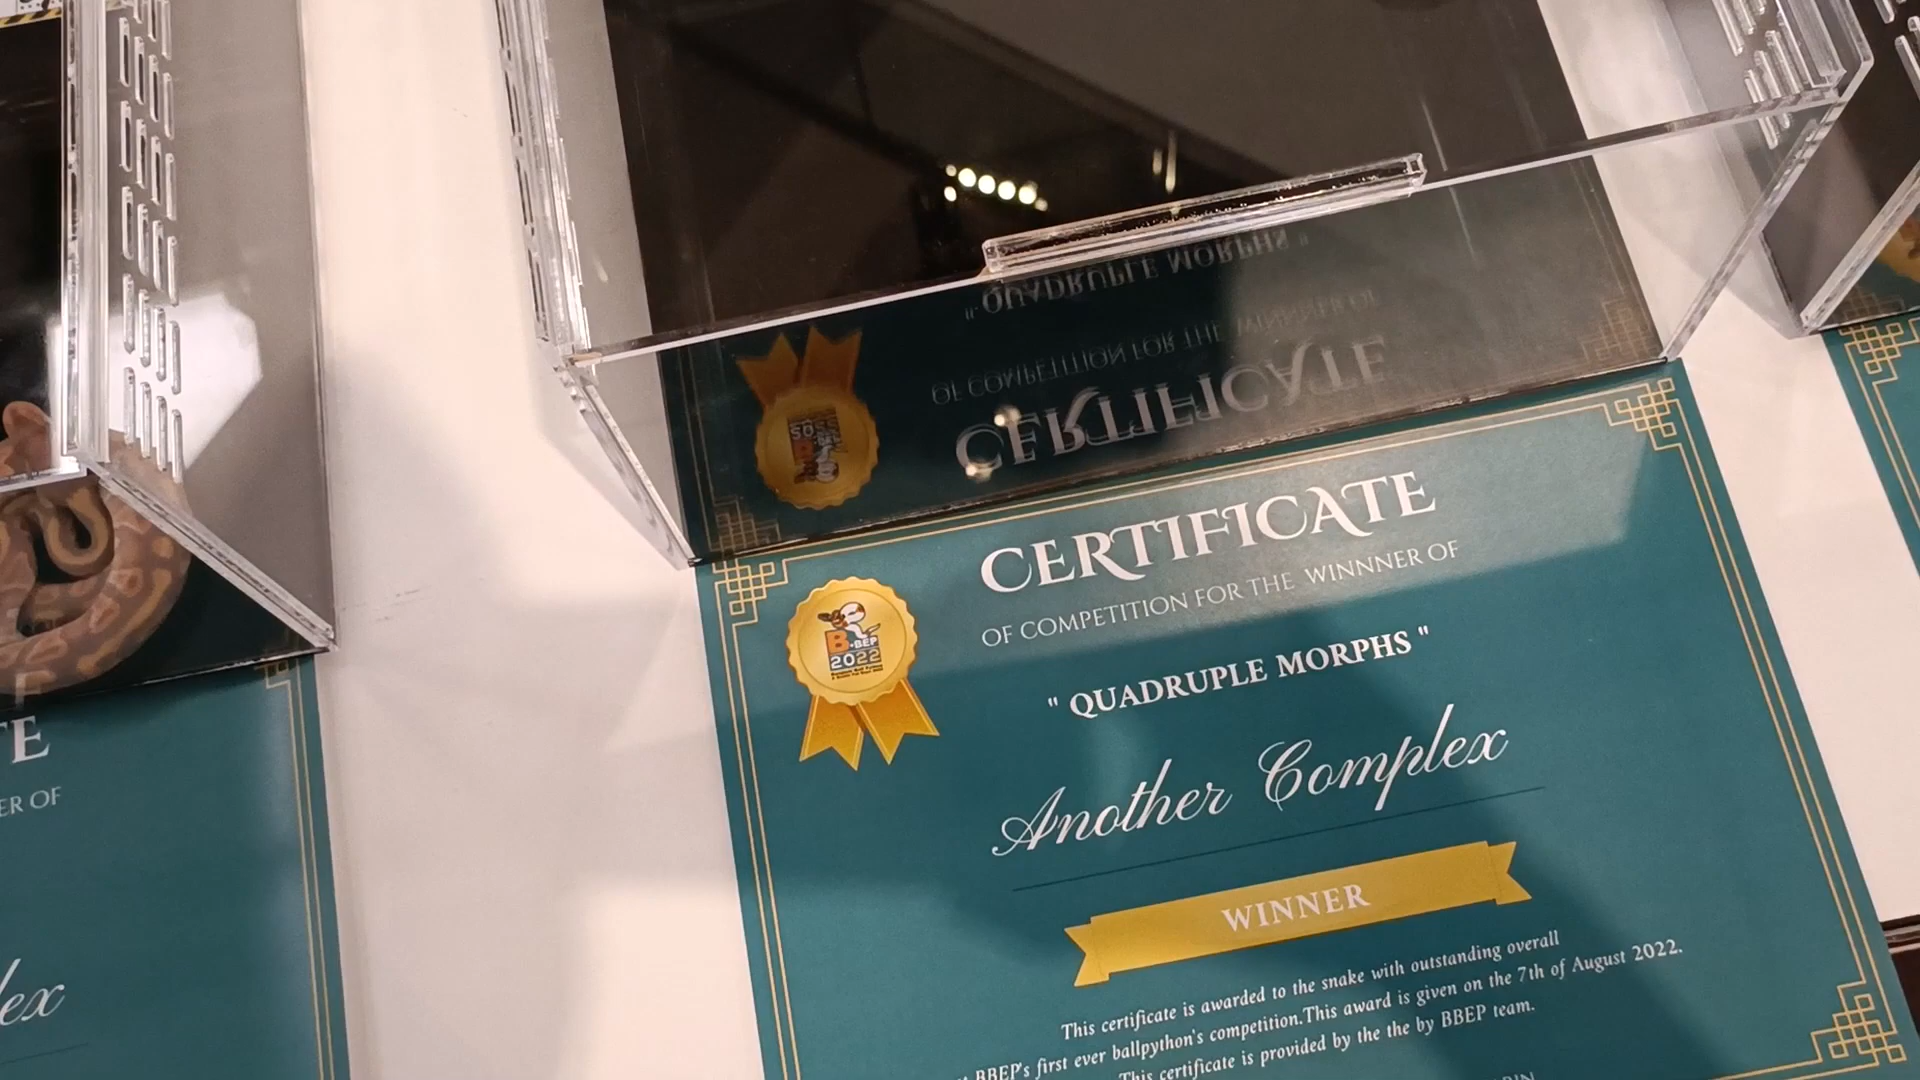 CERTIFICATE
OF COMPETITION FOR THE WINNNER OF
" QUADRUPLE MORPHS "
Another Complex
WINNER
This certificate is awarded to the snake with outstanding overall
BBEP's first ever ballpython's competition.This award is given on the 7th of August 2022.
This certificate is provided by the the by BBEP team.
B·BEP
2022
TE
ER OF
lex